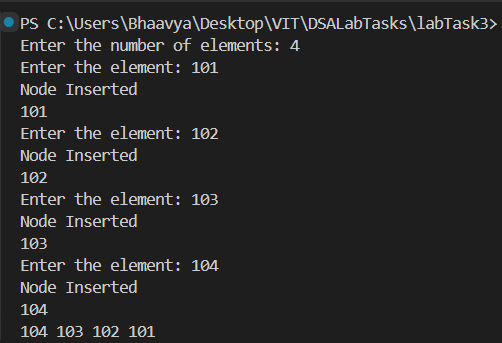 PS C:\Users\Bhaavya\Desktop\VIT\DSALabTasks\labTask3>
Enter the number of elements: 4
Enter the element: 101
Node Inserted
101
Enter the element: 102
Node Inserted
102
Enter the element: 103
Node Inserted
103
Enter the element: 104
Node Inserted
104
104 103 102 101